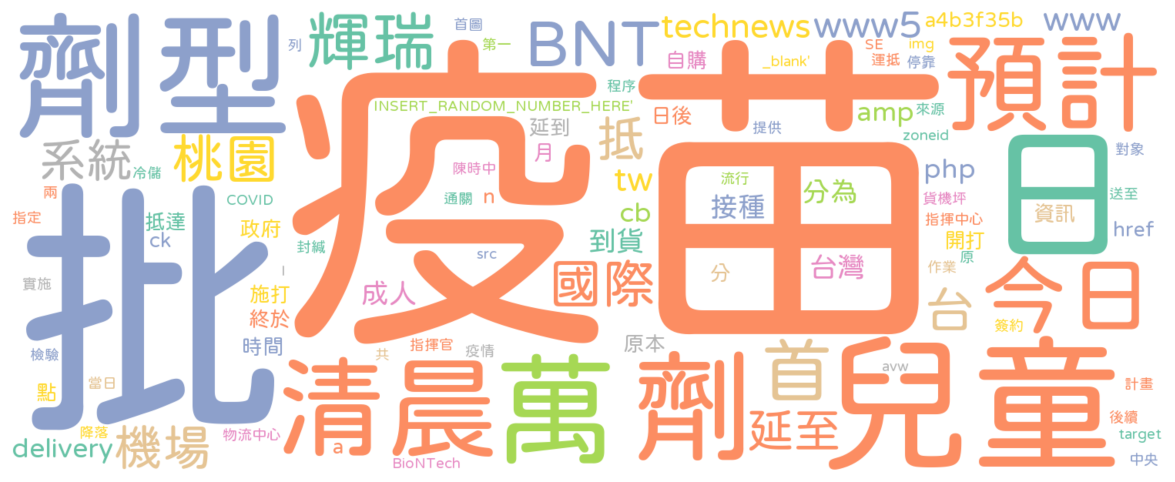 劑型
輝瑞
首圖
列
第一
BNT
technews
www5
a4b3f35b
www
自購
_blank'
SE
img
運抵
停靠
預計
程序
INSERT_RANDOM_NUMBER_HERE'
日後
amp
來源
提供
zoneid
延到
抵
系統
冷儲
桃園
月
疫苗
陳時中
日
對象
兩
COVID
通關
n
tw
流行
php
接種
分為
貨機坪
送至
指定
抵達
ck
政府
cb
指揮中心
資訊
href
封緘
src
到貨
開打
原
批
l
台灣
分
作業
實施
施打
成人
國際
今日
終於
台
簽約
檢驗
時間
指揮官
疫情
原本
共
首
點
當日
清晨
萬
劑
avw
兒童
計畫
延至
後續
降落
物流中心
a
target
delivery
機場
BioNTech
中央